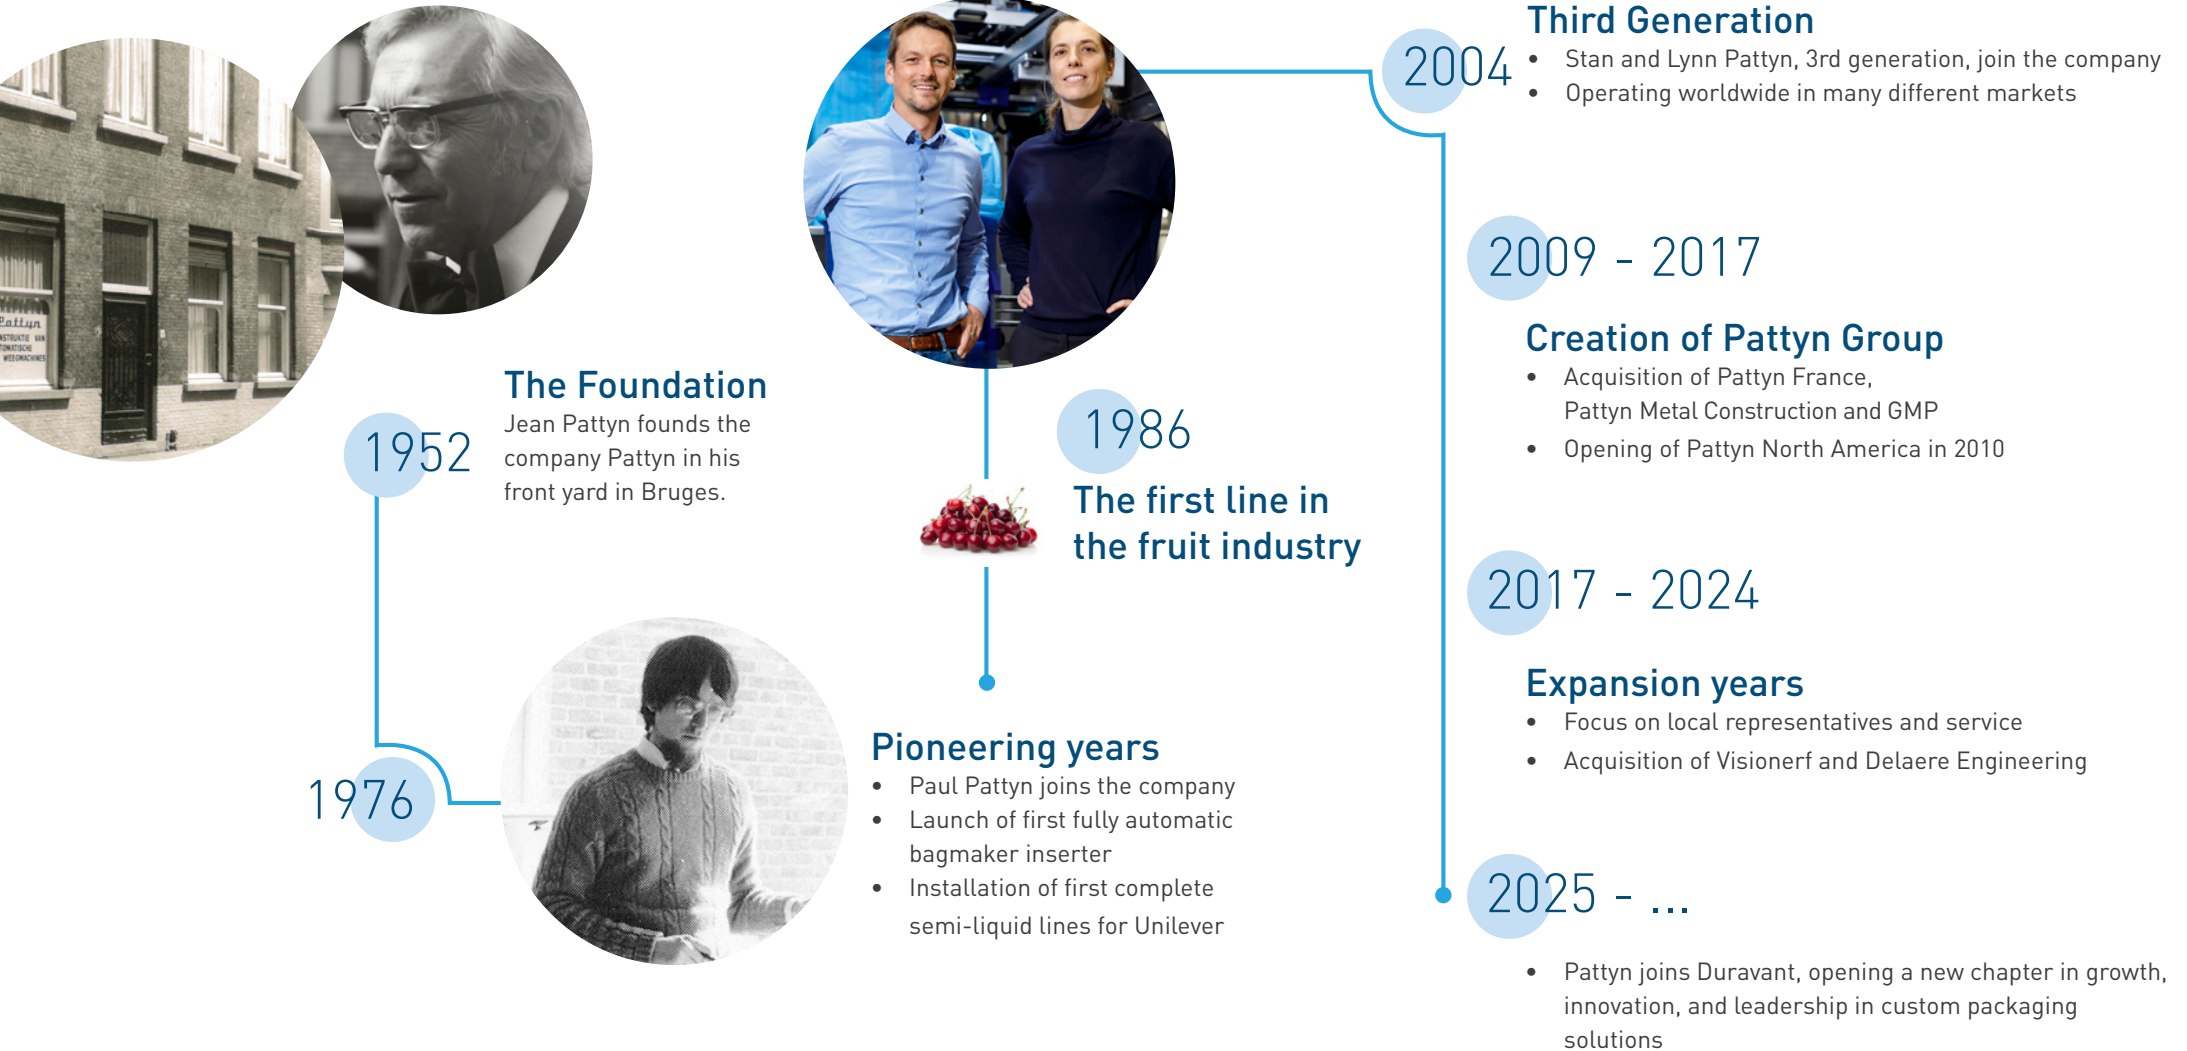 Pattyn
TOMATISCHE
WEEGMACHINES
1952
The Foundation
Jean Pattyn founds the
company Pattyn in his
front yard in Bruges.
1976
Pioneering years
• Paul Pattyn joins the company
• Launch of first fully automatic
bagmaker inserter
• Installation of first complete
semi-liquid lines for Unilever
1986
The first line in
the fruit industry
2004
Third Generation
• Stan and Lynn Pattyn, 3rd generation, join the company
• Operating worldwide in many different markets
2009 - 2017
Creation of Pattyn Group
• Acquisition of Pattyn France,
Pattyn Metal Construction and GMP
• Opening of Pattyn North America in 2010
2017 - 2024
Expansion years
• Focus on local representatives and service
• Acquisition of Visionerf and Delaere Engineering
2025 - ...
• Pattyn joins Duravant, opening a new chapter in growth,
innovation, and leadership in custom packaging
solutions